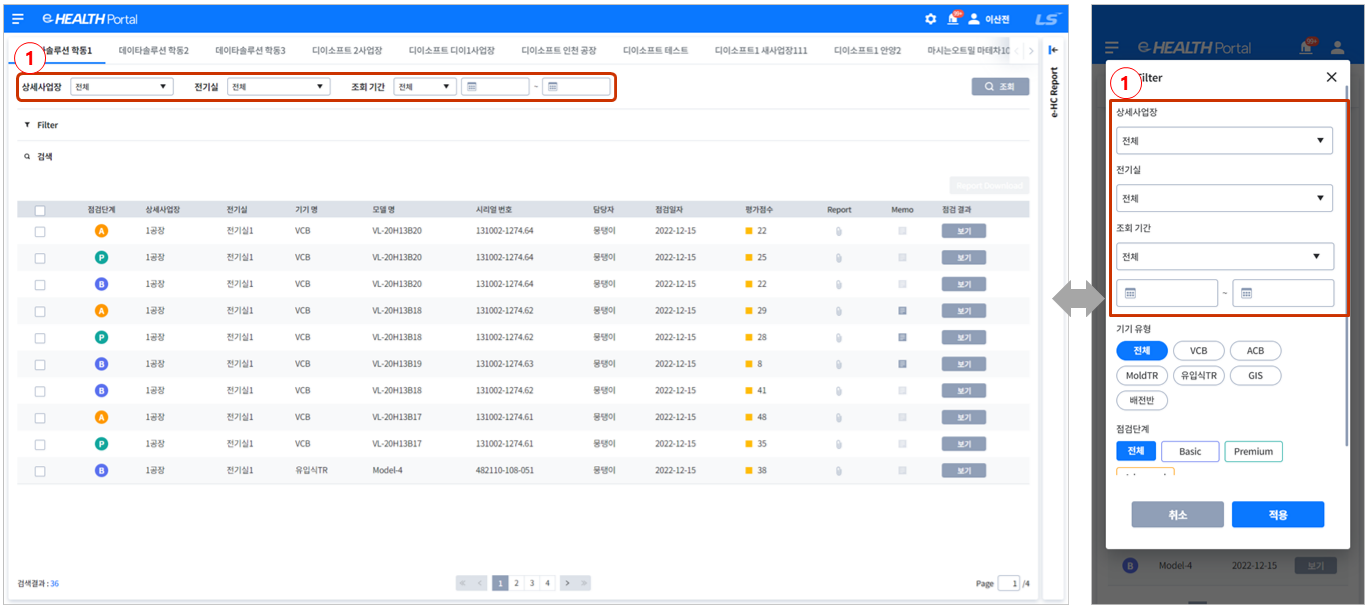 e-HEALTH Portal
99+
이산전
LS
데이타솔루션 학동2
데이타솔루션 학동3
디이소프트 2사업장
디이소프트 디이1사업장
디이소프트 인천 공장
디이소프트 테스트
디이소프트1 새사업장111
디이소프트1 안양2
마시는오트밀 마테차10
솔루션 학동1
1
상세사업장 전체 ▼ 전기실 전체 ▼ 조회 기간 전체 ▼ ~ 조회
e-HC Report
Filter
검색
Report Download
점검단계 상세사업장 전기실 기기 명 모델 명 시리얼 번호 담당자 점검일자 평가점수 Report Memo 점검 결과
A 1공장 전기실1 VCB VL-20H13B20 131002-1274.64 몽탱이 2022-12-15 22 보기
P 1공장 전기실1 VCB VL-20H13B20 131002-1274.64 몽탱이 2022-12-15 25 보기
B 1공장 전기실1 VCB VL-20H13B20 131002-1274.64 몽탱이 2022-12-15 22 보기
A 1공장 전기실1 VCB VL-20H13B18 131002-1274.63 몽탱이 2022-12-15 29 보기
P 1공장 전기실1 VCB VL-20H13B18 131002-1274.62 몽탱이 2022-12-15 28 보기
B 1공장 전기실1 VCB VL-20H13B19 131002-1274.63 몽탱이 2022-12-15 8 보기
B 1공장 전기실1 VCB VL-20H13B18 131002-1274.62 몽탱이 2022-12-15 41 보기
A 1공장 전기실1 VCB VL-20H13B17 131002-1274.61 몽탱이 2022-12-15 48 보기
P 1공장 전기실1 VCB VL-20H13B17 131002-1274.61 몽탱이 2022-12-15 35 보기
B 1공장 전기실1 유입식TR Model-4 482110-108-051 몽탱이 2022-12-15 38 보기
검색결과 : 36
« < 1 2 3 4 > »
Page 1 /4
e-HEALTH Portal
99+
1
ilter
상세사업장
전체 ▼
전기실
전체 ▼
조회 기간
전체 ▼
~
기기 유형
전체 VCB ACB
MoldTR 유입식TR GIS
배전반
점검단계
전체 Basic Premium
취소 적용
B Model-4 2022-12-15 보기